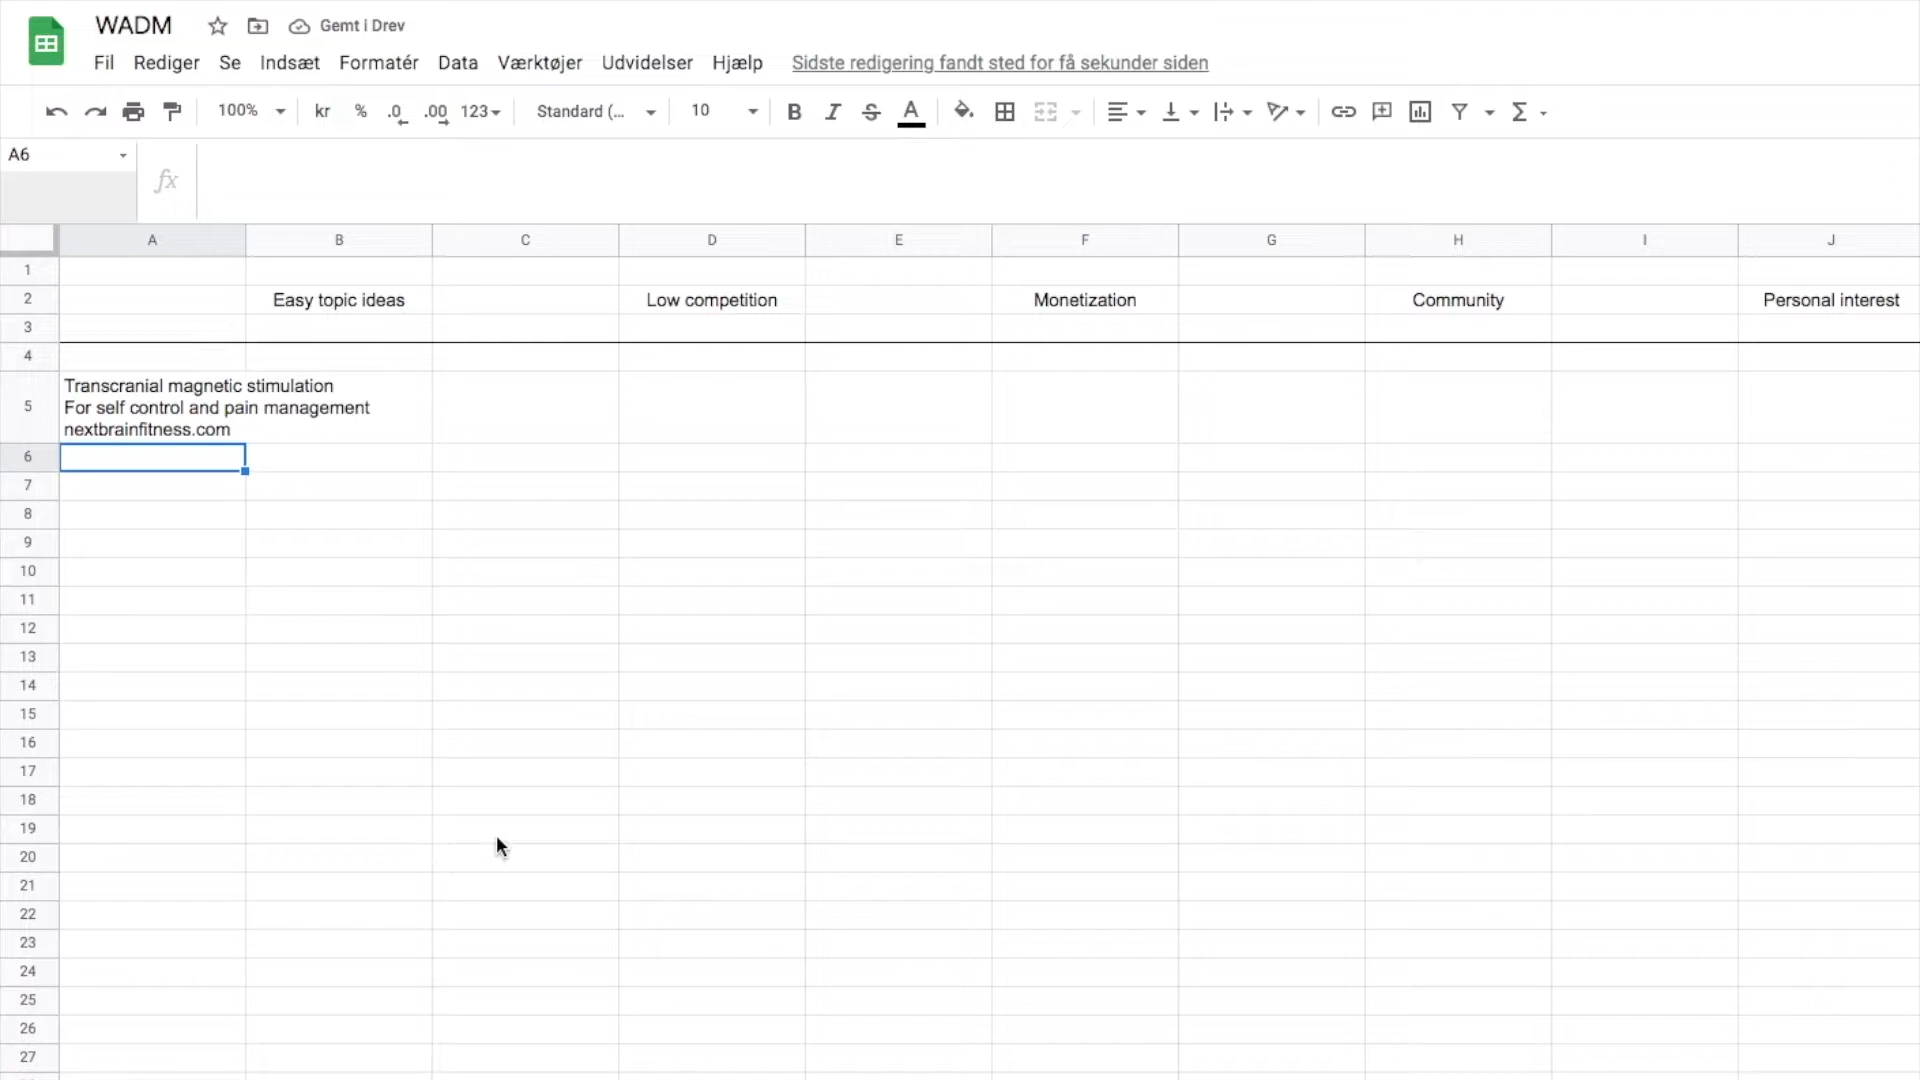 WADM
Gemt i Drev
Fil Rediger Se Indsæt Formatér Data Værktøjer Udvidelser Hjælp Sidste redigering fandt sted for få sekunder siden
100% kr % .0 .00 123 Standard (... 10 B I S A Σ
A6
fx
A B C D E F G H I J
1
2 Easy topic ideas Low competition Monetization Community Personal interest
3
4
Transcranial magnetic stimulation
5 For self control and pain management
nextbrainfitness.com
6
7
8
9
10
11
12
13
14
15
16
17
18
19
20
21
22
23
24
25
26
27